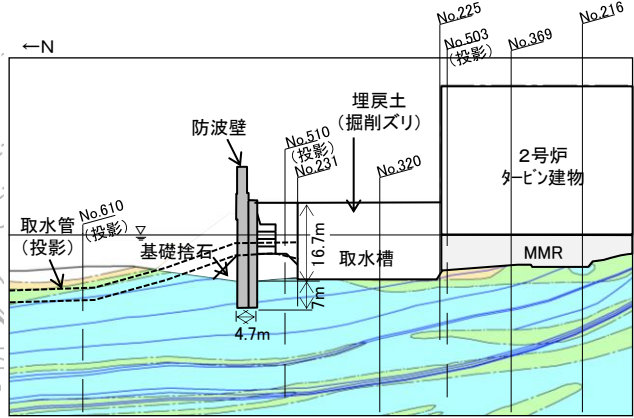 No.225
No.216
No.503
(投影)
No.369
←N
埋戻土
(掘削ズリ)
防波壁
No.510
(投影)
No.231
No.320
2号炉
タービン建物
取水管
(投影)
No.610
(投影)
基礎捨石
16.7m
取水槽
MMR
7m
4.7m